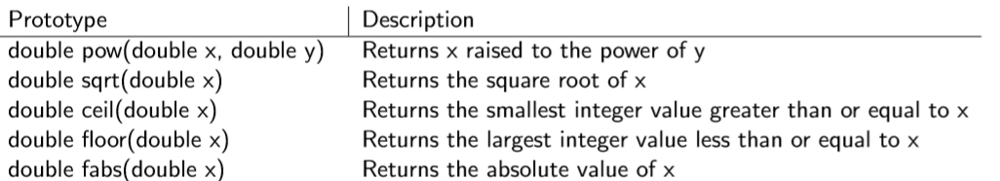 Prototype Description
double pow(double x, double y) Returns x raised to the power of y
double sqrt(double x) Returns the square root of x
double ceil(double x) Returns the smallest integer value greater than or equal to x
double floor(double x) Returns the largest integer value less than or equal to x
double fabs(double x) Returns the absolute value of x